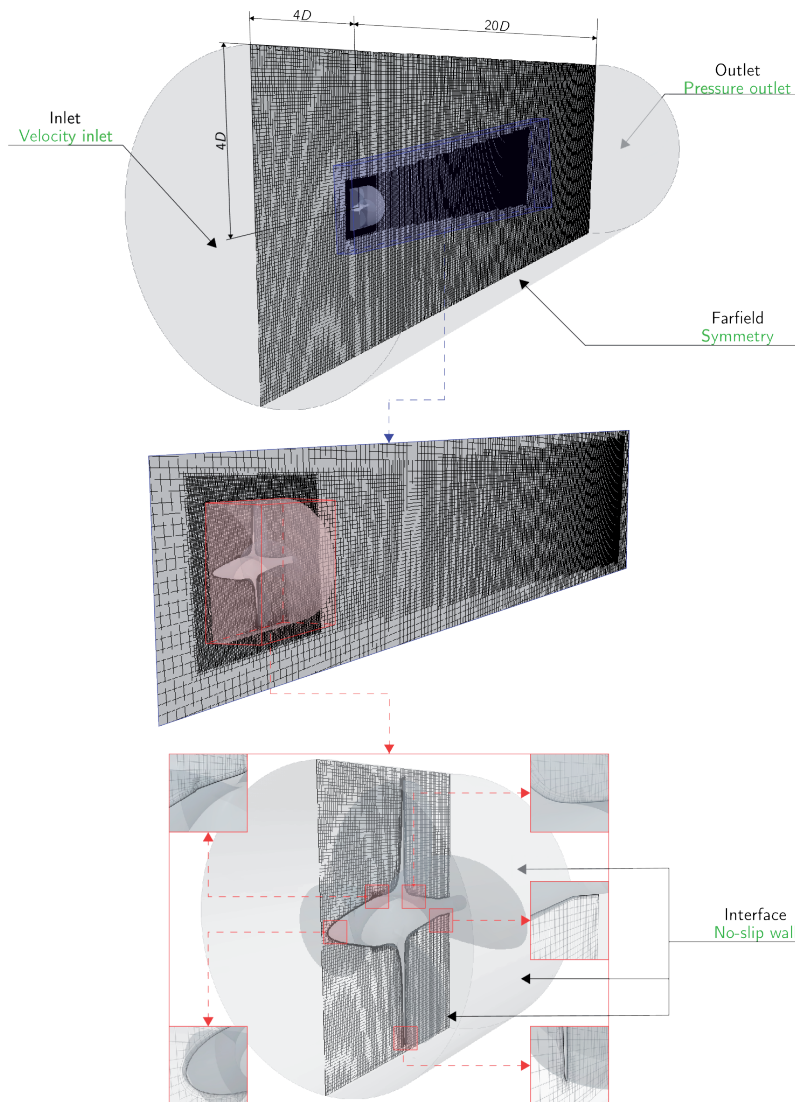 4D
20D
4D
Inlet
Velocity inlet
Outlet
Pressure outlet
Farfield
Symmetry
Interface
No-slip wal